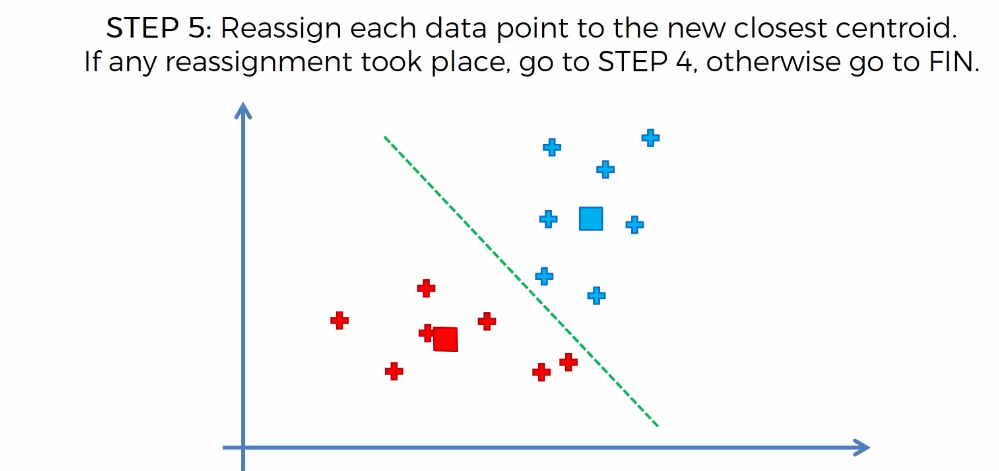 STEP 5: Reassign each data point to the new closest centroid.
If any reassignment took place, go to STEP 4, otherwise go to FIN.